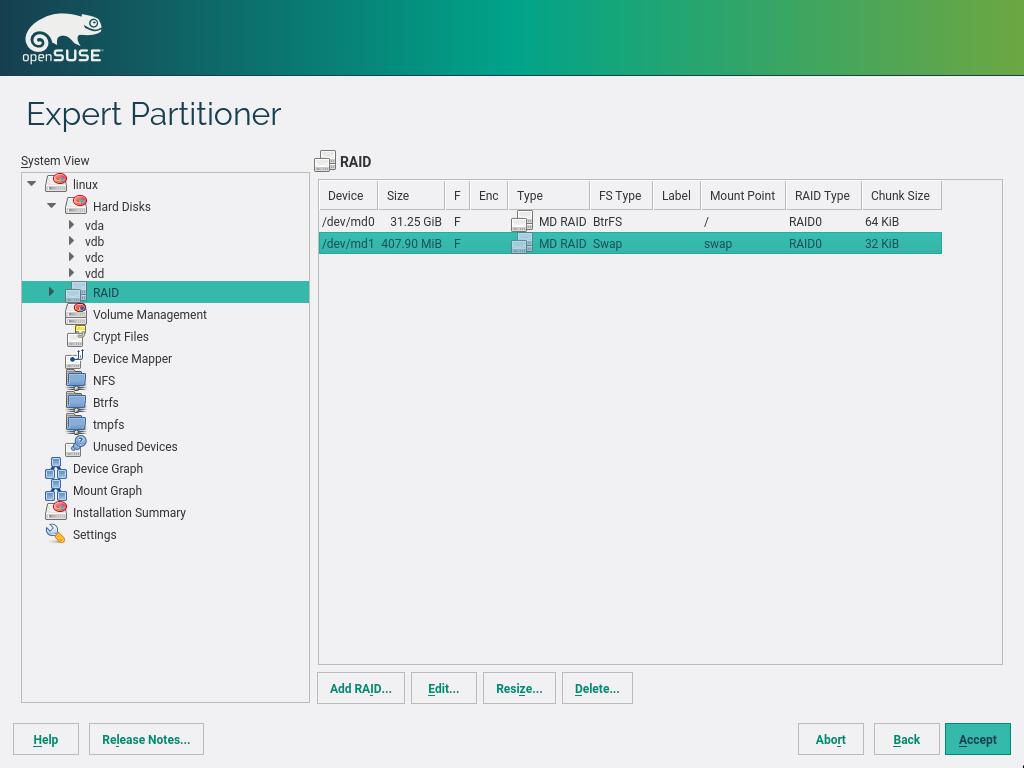 openSUSE
Expert Partitioner
System View
linux
Hard Disks
vda
vdb
vdc
vdd
RAID
Volume Management
Crypt Files
Device Mapper
NFS
Btrfs
tmpfs
Unused Devices
Device Graph
Mount Graph
Installation Summary
Settings
RAID
Device Size F Enc Type FS Type Label Mount Point RAID Type Chunk Size
/dev/md0 31.25 GiB F MD RAID BtrFS / RAID0 64 KiB
/dev/md1 407.90 MiB F MD RAID Swap swap RAID0 32 KiB
Add RAID... Edit... Resize... Delete...
Help Release Notes... Abort Back Accept